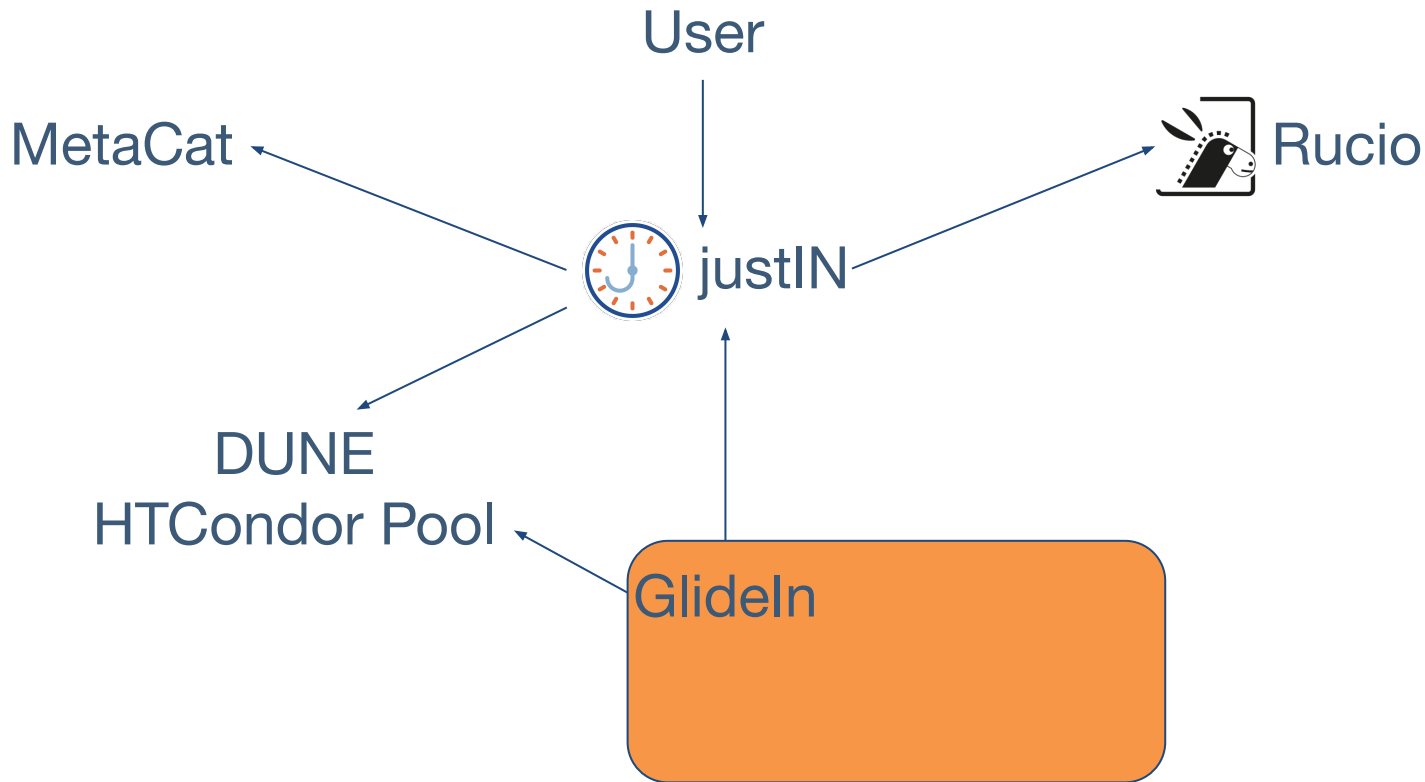 User
MetaCat
Rucio
justIN
DUNE
HTCondor Pool
GlideIn